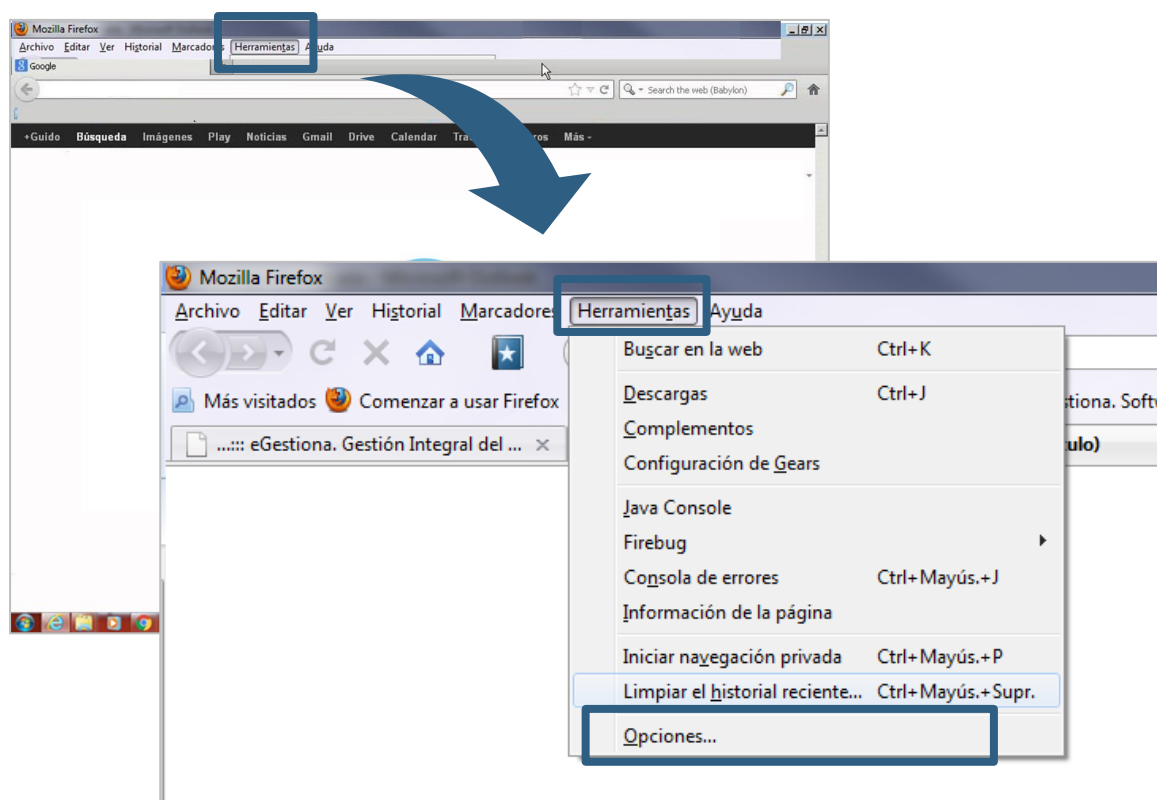 Mozilla Firefox
Archivo Editar Ver Historial Marcadores Herramientas Ayuda
Google
Search the web (Babylon)
+Guido Búsqueda Imágenes Play Noticias Gmail Drive Calendar Más
Mozilla Firefox
Archivo Editar Ver Historial Marcadores Herramientas Ayuda
Más visitados Comenzar a usar Firefox
...::: eGestiona. Gestión Integral del ...
Buscar en la web Ctrl+K
Descargas Ctrl+J
Complementos
Configuración de Gears
Java Console
Firebug
Consola de errores Ctrl+Mayús.+J
Información de la página
Iniciar navegación privada Ctrl+Mayús.+P
Limpiar el historial reciente... Ctrl+Mayús.+Supr.
Opciones...